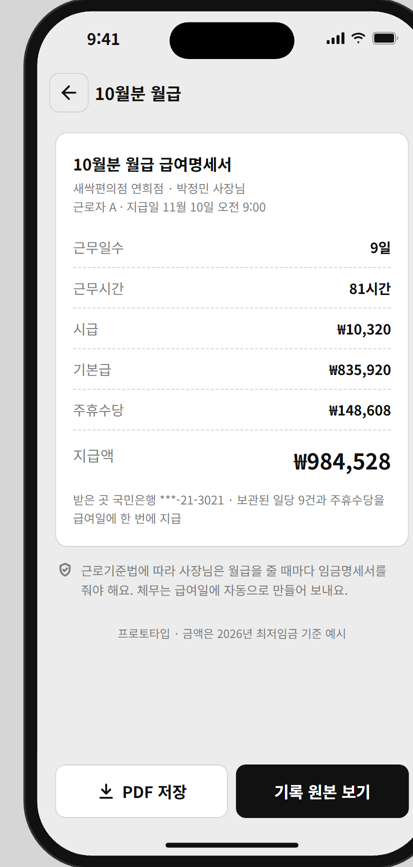 9:41
10월분 월급
10월분 월급 급여명세서
새싹편의점 연희점 · 박정민 사장님
근로자 A · 지급일 11월 10일 오전 9:00
근무일수 9일
근무시간 81시간
시급 ₩10,320
기본급 ₩835,920
주휴수당 ₩148,608
지급액 ₩984,528
받은 곳 국민은행 ***-21-3021 · 보관된 일당 9건과 주휴수당을
급여일에 한 번에 지급
근로기준법에 따라 사장님은 월급을 줄 때마다 임금명세서를
줘야 해요. 체무는 급여일에 자동으로 만들어 보내요.
프로토타입 · 금액은 2026년 최저임금 기준 예시
PDF 저장 기록 원본 보기